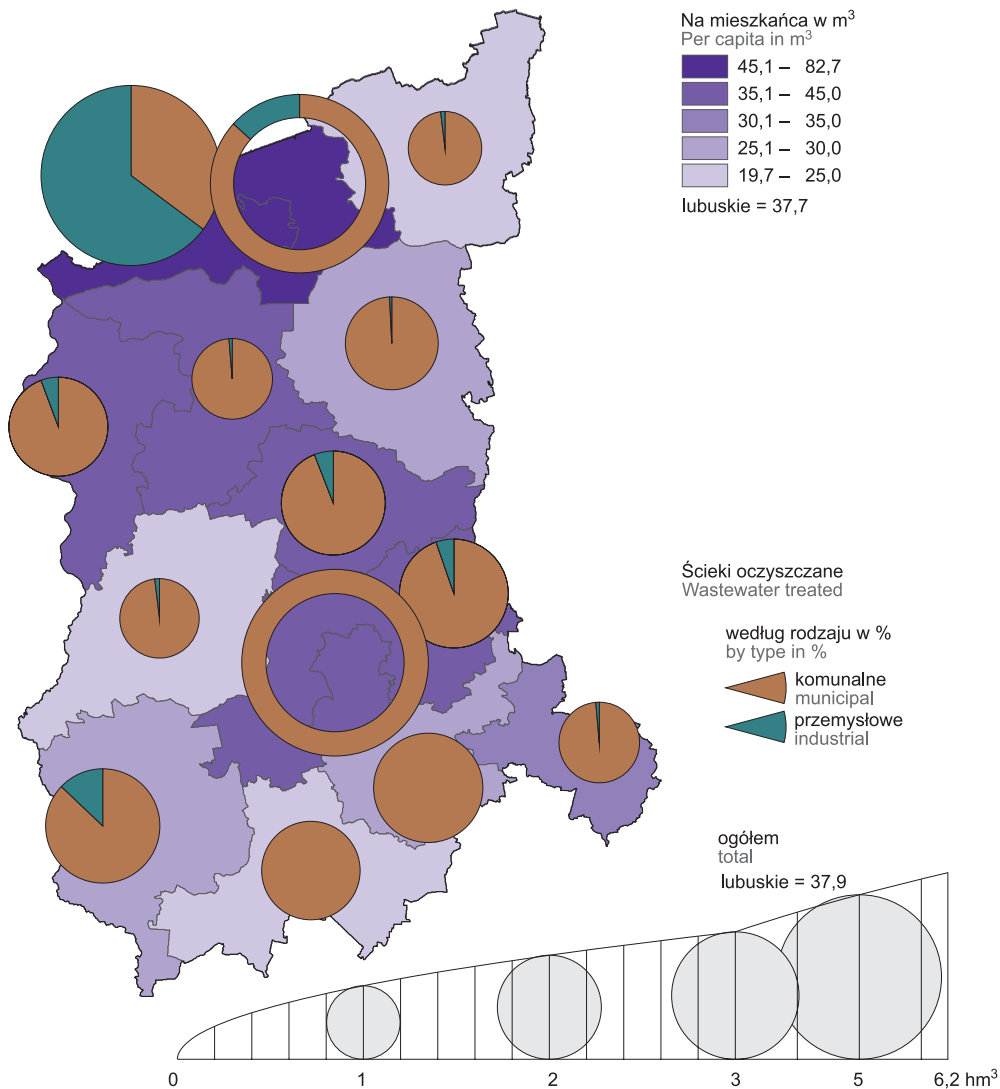 Na mieszkańca w m³
Per capita in m³
45,1 – 82,7
35,1 – 45,0
30,1 – 35,0
25,1 – 30,0
19,7 – 25,0
lubuskie = 37,7
Ścieki oczyszczane
Wastewater treated
według rodzaju w %
by type in %
komunalne
municipal
przemysłowe
industrial
ogółem
total
lubuskie = 37,9
0 1 2 3 5 6,2 hm³